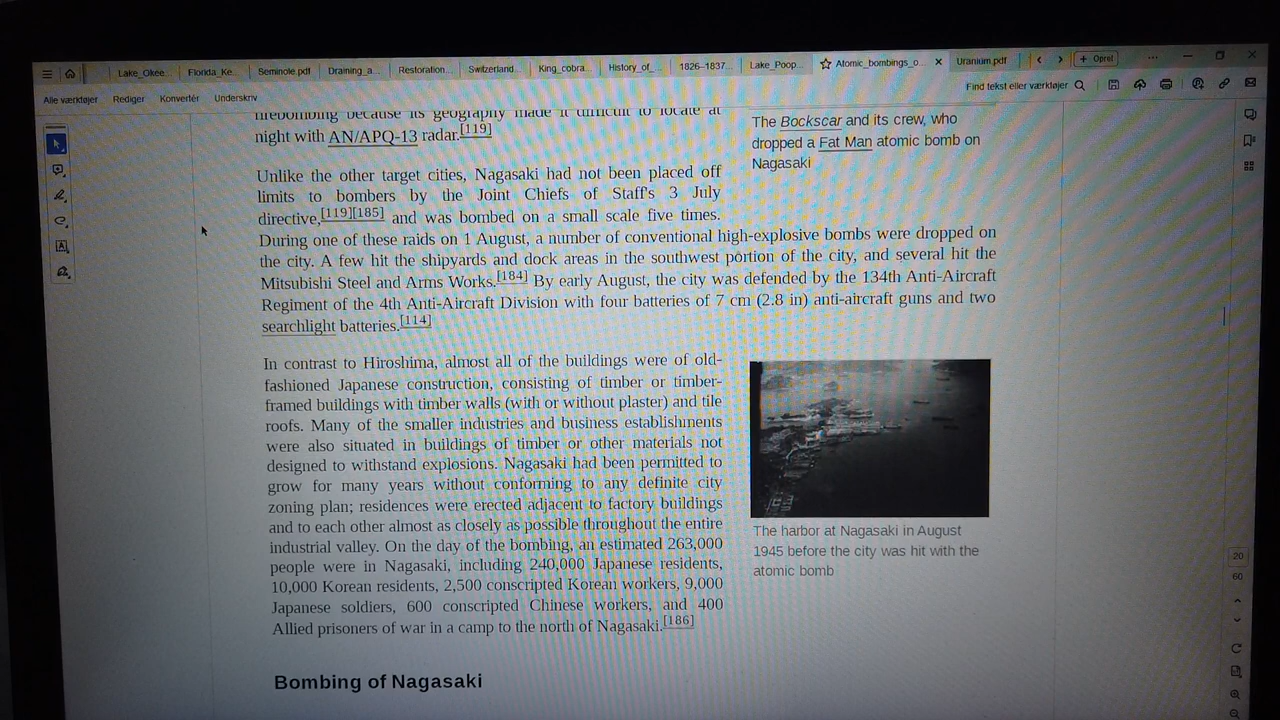 Lake_Okee...
Florida_Ke...
Seminole.pdf
Draining_a...
Restoration...
Switzerland...
King_cobra...
History_of_...
1826–1837...
Lake_Poop...
Atomic_bombings_o...
Uranium.pdf
+ Opret
Alle værktøjer
Rediger
Konvertér
Underskriv
Find tekst eller værktøjer
firebombing because its geography made it difficult to locate at
night with AN/APQ-13 radar.[119]
The Bockscar and its crew, who
dropped a Fat Man atomic bomb on
Nagasaki
Unlike the other target cities, Nagasaki had not been placed off
limits to bombers by the Joint Chiefs of Staff's 3 July
directive,[119][185] and was bombed on a small scale five times.
During one of these raids on 1 August, a number of conventional high-explosive bombs were dropped on
the city. A few hit the shipyards and dock areas in the southwest portion of the city, and several hit the
Mitsubishi Steel and Arms Works.[184] By early August, the city was defended by the 134th Anti-Aircraft
Regiment of the 4th Anti-Aircraft Division with four batteries of 7 cm (2.8 in) anti-aircraft guns and two
searchlight batteries.[114]
In contrast to Hiroshima, almost all of the buildings were of old-
fashioned Japanese construction, consisting of timber or timber-
framed buildings with timber walls (with or without plaster) and tile
roofs. Many of the smaller industries and business establishments
were also situated in buildings of timber or other materials not
designed to withstand explosions. Nagasaki had been permitted to
grow for many years without conforming to any definite city
zoning plan; residences were erected adjacent to factory buildings
and to each other almost as closely as possible throughout the entire
industrial valley. On the day of the bombing, an estimated 263,000
people were in Nagasaki, including 240,000 Japanese residents,
10,000 Korean residents, 2,500 conscripted Korean workers, 9,000
Japanese soldiers, 600 conscripted Chinese workers, and 400
Allied prisoners of war in a camp to the north of Nagasaki.[186]
The harbor at Nagasaki in August
1945 before the city was hit with the
atomic bomb
Bombing of Nagasaki
20
60